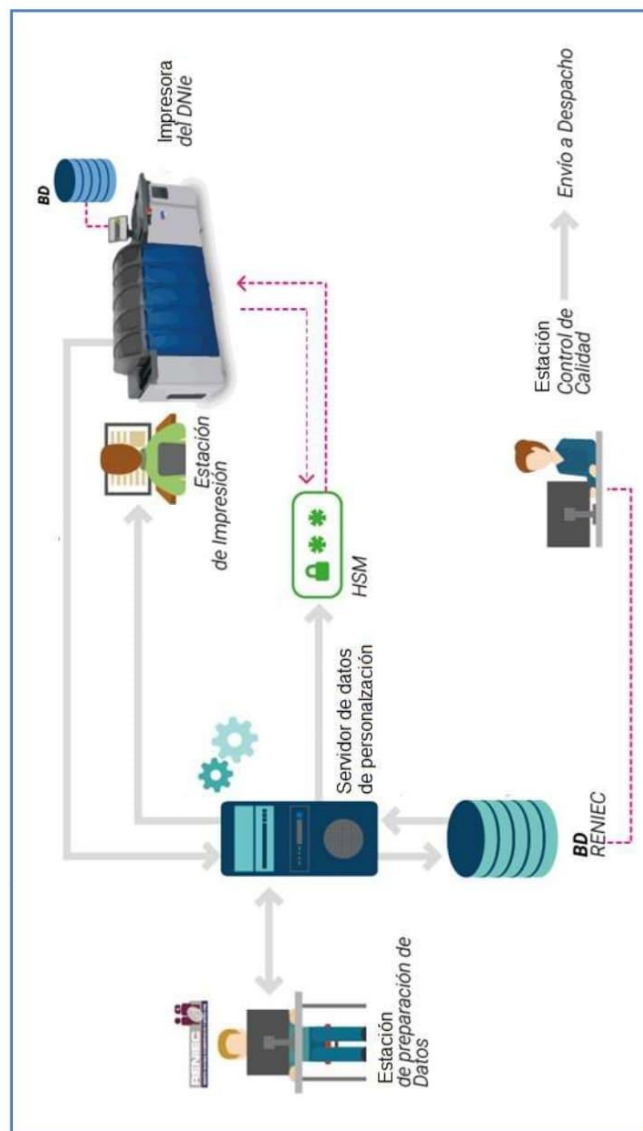 RENIEC
Estación
de preparación de
Datos
Servidor de datos
de personalzación
BD
RENIEC
HSM
Estación
de Impresión
BD
Impresora
del DNIe
Estación
Control de
Calidad
Envío a Despacho